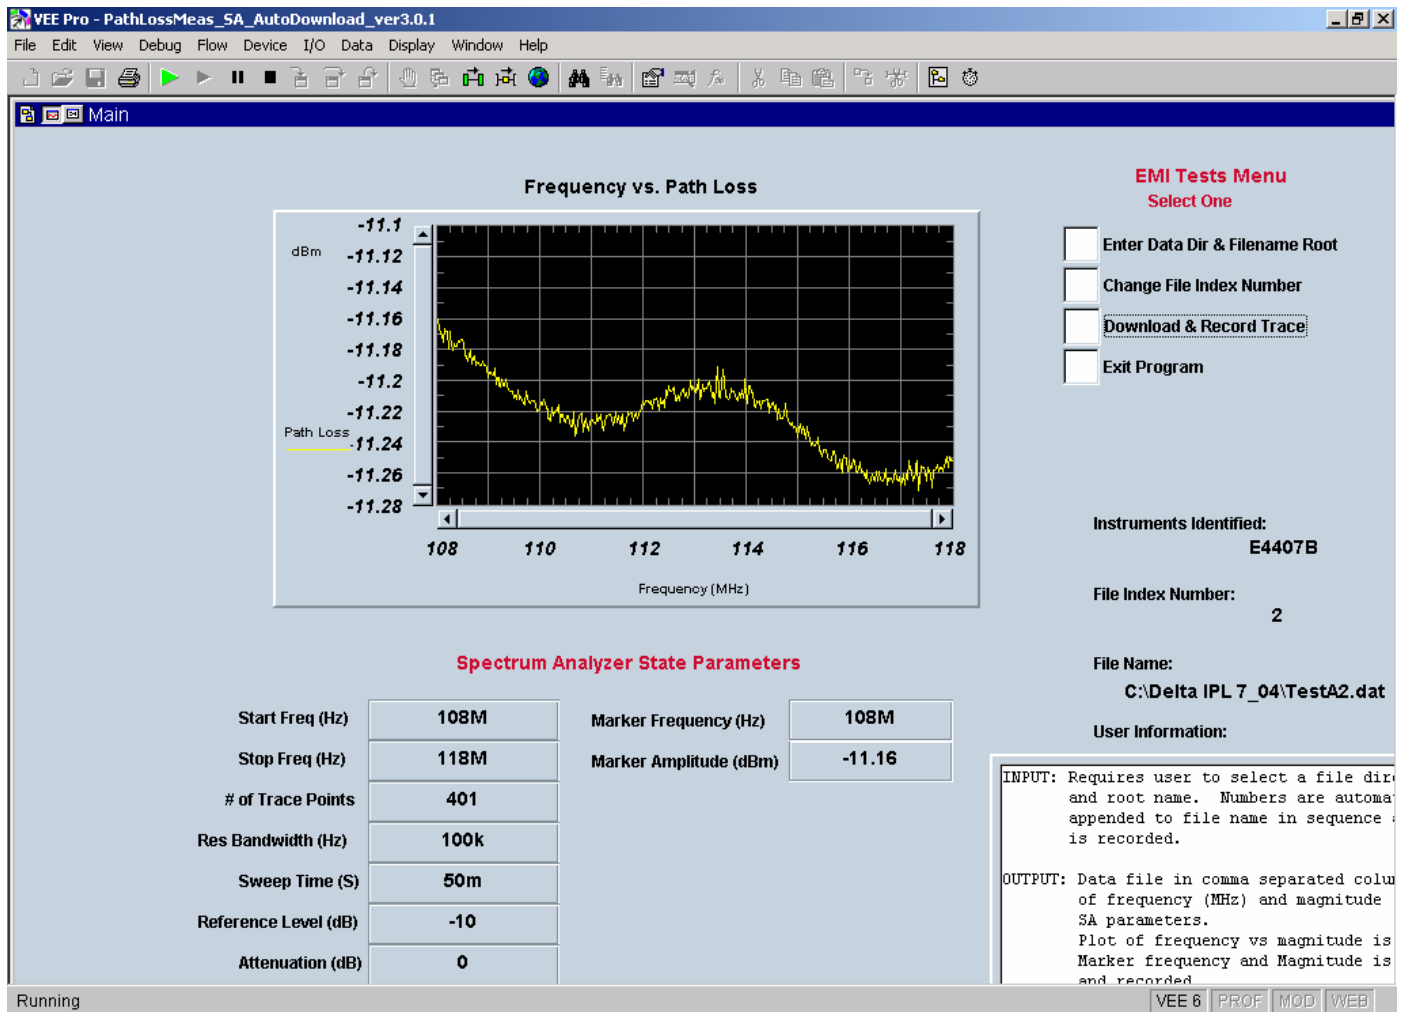 VEE Pro - PathLossMeas_SA_AutoDownload_ver3.0.1
File Edit View Debug Flow Device I/O Data Display Window Help
Main
Frequency vs. Path Loss
dBm
Path Loss
-11.1
-11.12
-11.14
-11.16
-11.18
-11.2
-11.22
-11.24
-11.26
-11.28
108 110 112 114 116 118
Frequency (MHz)
EMI Tests Menu
Select One
Enter Data Dir & Filename Root
Change File Index Number
Download & Record Trace
Exit Program
Instruments Identified:
E4407B
File Index Number:
2
File Name:
C:\Delta IPL 7_04\TestA2.dat
User Information:
INPUT: Requires user to select a file dire
and root name. Numbers are automa
appended to file name in sequence
is recorded.
OUTPUT: Data file in comma separated colu
of frequency (MHz) and magnitude
SA parameters.
Plot of frequency vs magnitude is
Marker frequency and Magnitude is
and recorded
Spectrum Analyzer State Parameters
Start Freq (Hz) 108M
Stop Freq (Hz) 118M
# of Trace Points 401
Res Bandwidth (Hz) 100k
Sweep Time (S) 50m
Reference Level (dB) -10
Attenuation (dB) 0
Marker Frequency (Hz) 108M
Marker Amplitude (dBm) -11.16
Running
VEE 6 PROF MOD WEB